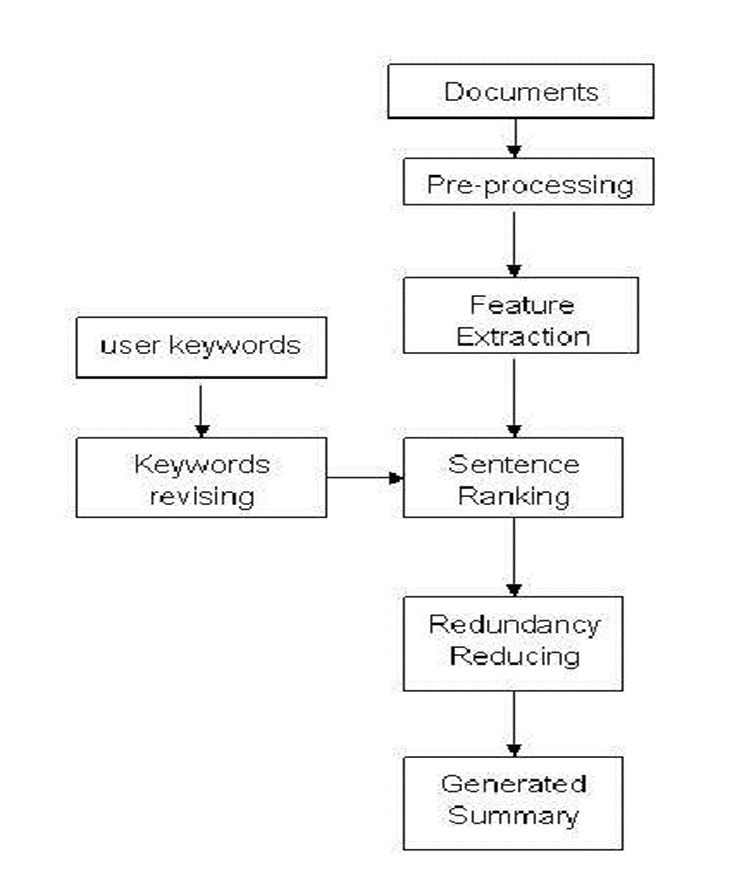 Documents
Pre-processing
Feature
Extraction
user keywords
Keywords
revising
Sentence
Ranking
Redundancy
Reducing
Generated
Summary